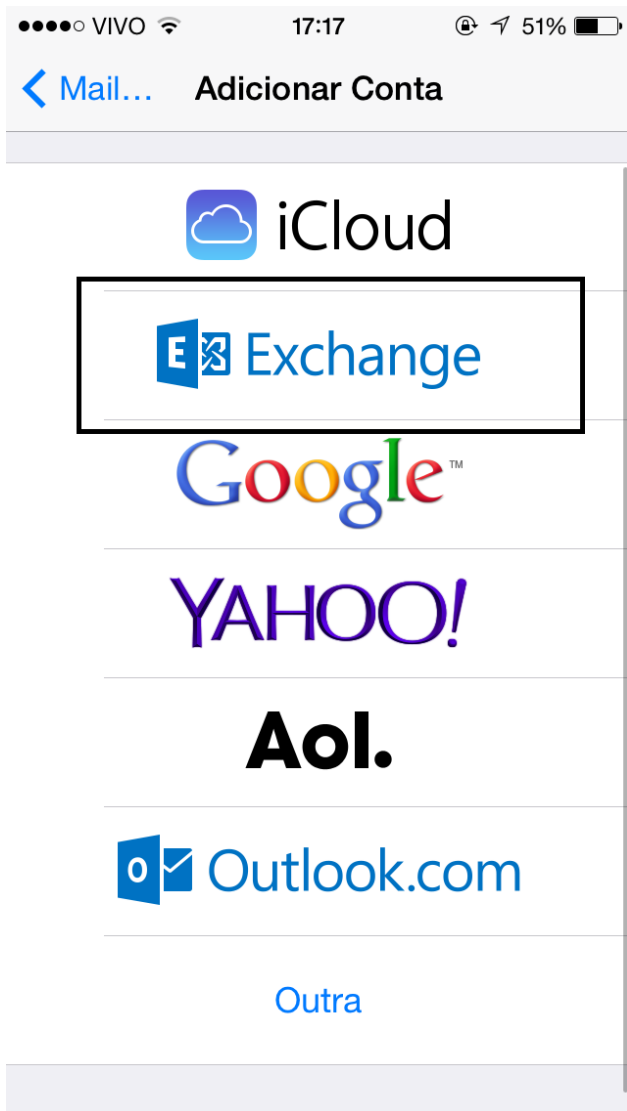 VIVO 17:17 51%
Mail... Adicionar Conta
iCloud
E Exchange
Google™
YAHOO!
Aol.
o Outlook.com
Outra